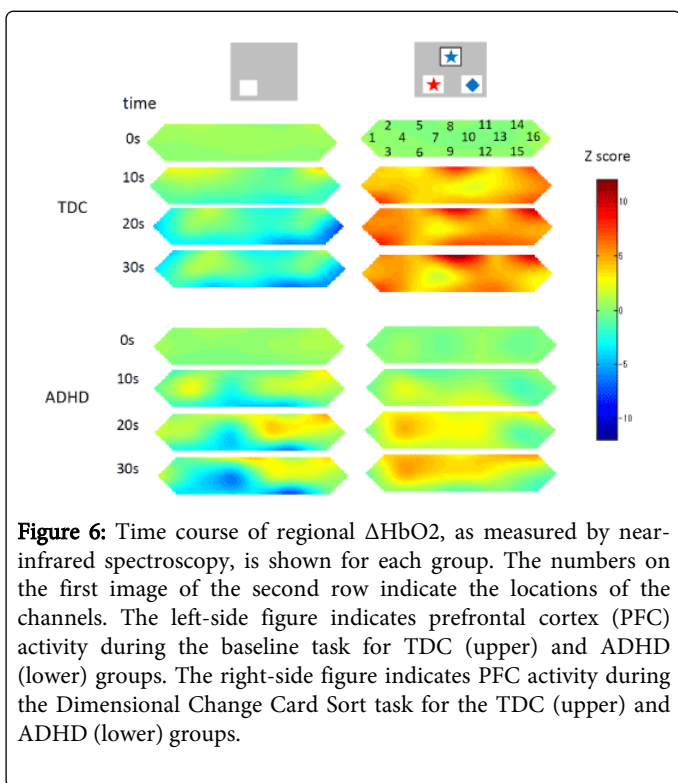 time
0s
2 5 8 11 14
1 4 7 10 13 16
3 6 9 12 15
Z score
10s
10
TDC
20s
5
30s
0
0s
-5
10s
ADHD
-10
20s
30s
Figure 6: Time course of regional ΔHbO2, as measured by near-
infrared spectroscopy, is shown for each group. The numbers on
the first image of the second row indicate the locations of the
channels. The left-side figure indicates prefrontal cortex (PFC)
activity during the baseline task for TDC (upper) and ADHD
(lower) groups. The right-side figure indicates PFC activity during
the Dimensional Change Card Sort task for the TDC (upper) and
ADHD (lower) groups.